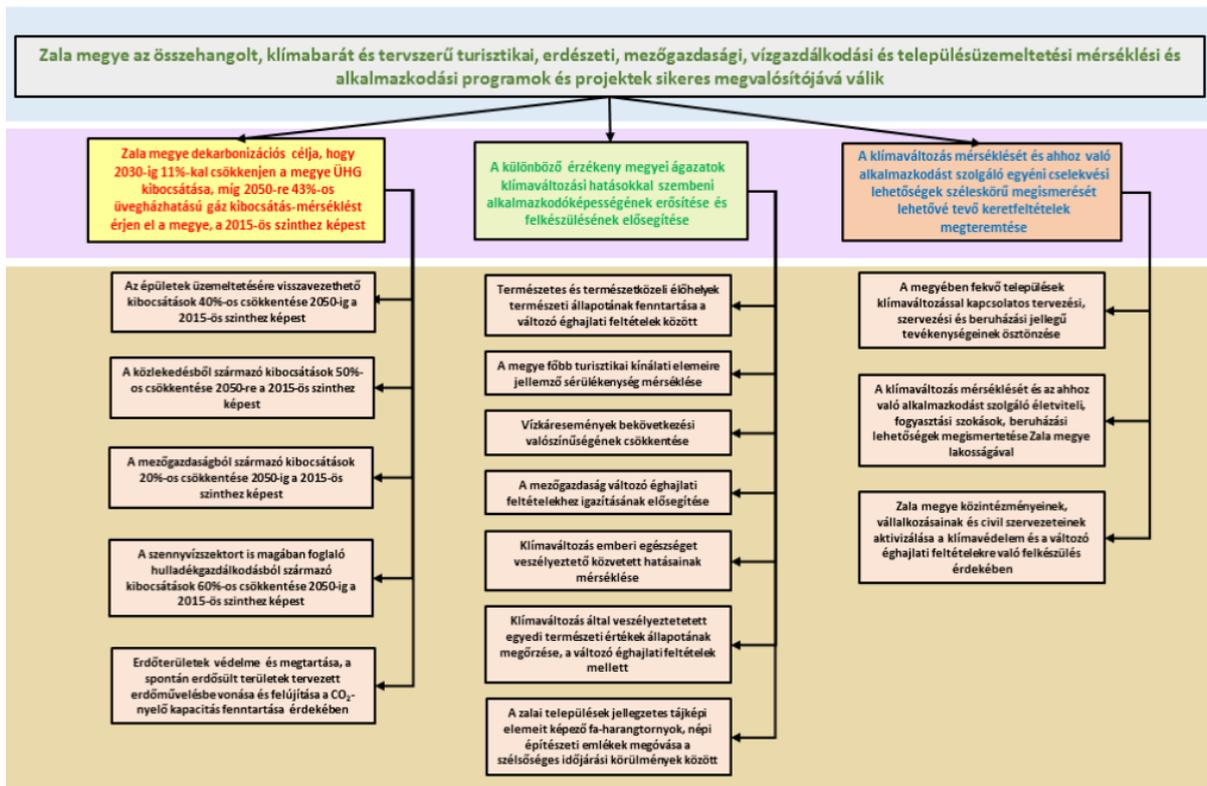 Zala megye az összehangolt, klímabarát és tervszerű turisztikai, erdészeti, mezőgazdasági, vízgazdálkodási és településüzemeltetési mérséklési és
alkalmazkodási programok és projektek sikeres megvalósítójává válik
Zala megye dekarbonizációs célja, hogy
2030-ig 11%-kal csökkenjen a megye ÜHG
kibocsátása, míg 2050-re 43%-os
üvegházhatású gáz kibocsátás-mérséklést
érjen el a megye, a 2015-ös szinthez képest
A különböző érzékeny megyei ágazatok
klímaváltozási hatásokkal szembeni
alkalmazkodóképességének erősítése és
felkészülésének elősegítése
A klímaváltozás mérséklését és ahhoz való
alkalmazkodást szolgáló egyéni cselekvési
lehetőségek széleskörű megismerését
lehetővé tevő keretfeltételek
megteremtése
Az épületek üzemeltetésére visszavezethető
kibocsátások 40%-os csökkentése 2050-ig a
2015-ös szinthez képest
A közlekedésből származó kibocsátások 50%-
os csökkentése 2050-re a 2015-ös szinthez
képest
A mezőgazdaságból származó kibocsátások
20%-os csökkentése 2050-ig a 2015-ös
szinthez képest
A szennyvízszektort is magában foglaló
hulladékgazdálkodásból származó
kibocsátások 60%-os csökkentése 2050-ig a
2015-ös szinthez képest
Erdőterületek védelme és megtartása, a
spontán erdősült területek tervezett
erdőművelésbe vonása és felújítása a CO₂-
nyelő kapacitás fenntartása érdekében
Természetes és természetközeli élőhelyek
természeti állapotának fenntartása a
változó éghajlati feltételek között
A megye főbb turisztikai kínálati elemeire
jellemző sérülékenység mérséklése
Vízkáresemények bekövetkezési
valószínűségének csökkentése
A mezőgazdaság változó éghajlati
feltételekhez igazításának elősegítése
Klímaváltozás emberi egészséget
veszélyeztető közvetett hatásainak
mérséklése
Klímaváltozás által veszélyeztetetett
egyedi természeti értékek állapotának
megőrzése, a változó éghajlati feltételek
mellett
A zalai települések jellegzetes tájképi
elemeit képező fa-harangtornyok, népi
építészeti emlékek megóvása a
szélsőséges időjárási körülmények között
A megyében fekvő települések
klímaváltozással kapcsolatos tervezési,
szervezési és beruházási jellegű
tevékenységeinek ösztönzése
A klímaváltozás mérséklését és az ahhoz
való alkalmazkodást szolgáló életviteli,
fogyasztási szokások, beruházási
lehetőségek megismertetése Zala megye
lakosságával
Zala megye közintézményeinek,
vállalkozásainak és civil szervezeteinek
aktivizálása a klímavédelem és a változó
éghajlati feltételekre való felkészülés
érdekében